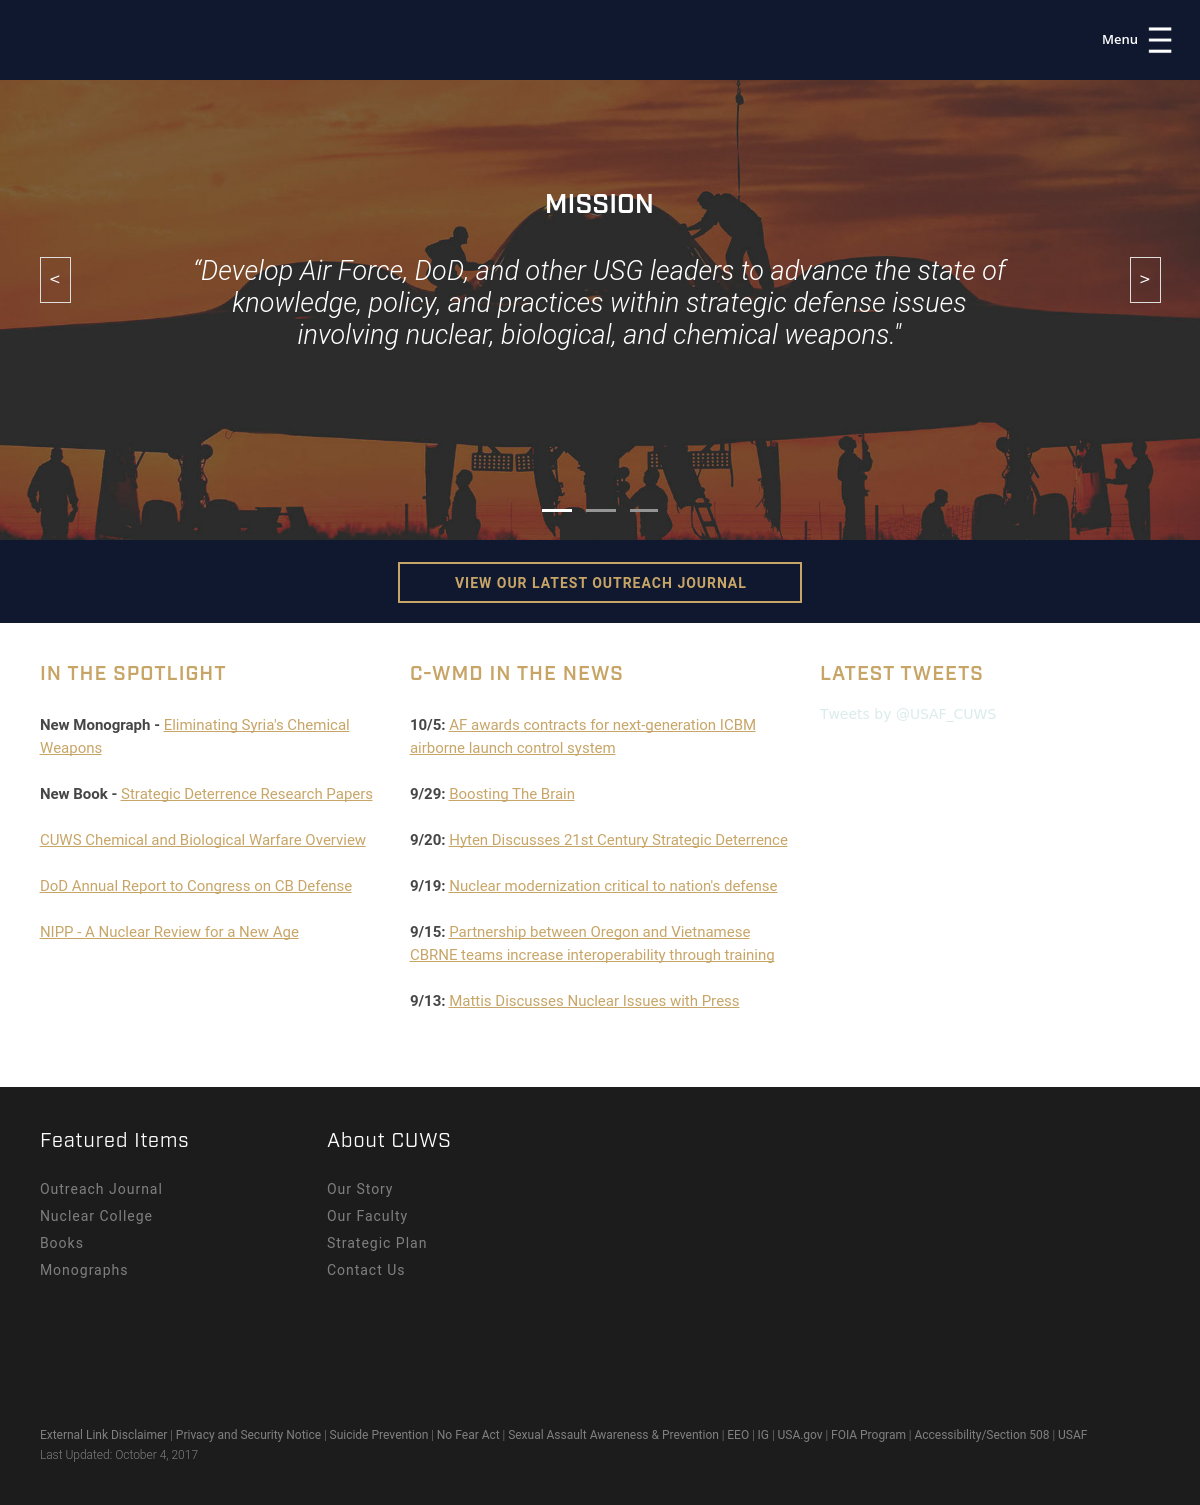 Menu
MISSION
<
“Develop Air Force, DoD, and other USG leaders to advance the state of
knowledge, policy, and practices within strategic defense issues
involving nuclear, biological, and chemical weapons."
>
VIEW OUR LATEST OUTREACH JOURNAL
IN THE SPOTLIGHT
New Monograph - Eliminating Syria's Chemical
Weapons
New Book - Strategic Deterrence Research Papers
CUWS Chemical and Biological Warfare Overview
DoD Annual Report to Congress on CB Defense
NIPP - A Nuclear Review for a New Age
C-WMD IN THE NEWS
10/5: AF awards contracts for next-generation ICBM
airborne launch control system
9/29: Boosting The Brain
9/20: Hyten Discusses 21st Century Strategic Deterrence
9/19: Nuclear modernization critical to nation's defense
9/15: Partnership between Oregon and Vietnamese
CBRNE teams increase interoperability through training
9/13: Mattis Discusses Nuclear Issues with Press
LATEST TWEETS
Tweets by @USAF_CUWS
Featured Items
Outreach Journal
Nuclear College
Books
Monographs
About CUWS
Our Story
Our Faculty
Strategic Plan
Contact Us
External Link Disclaimer | Privacy and Security Notice | Suicide Prevention | No Fear Act | Sexual Assault Awareness & Prevention | EEO | IG | USA.gov | FOIA Program | Accessibility/Section 508 | USAF
Last Updated: October 4, 2017